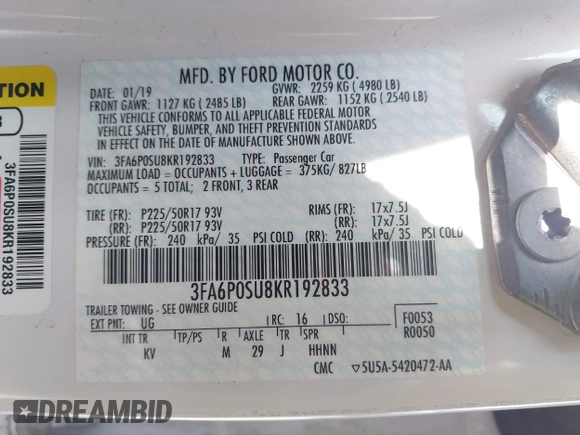 TION
3
3FA6P0SU8KR192833
MFD. BY FORD MOTOR CO.
DATE: 01/19 GVWR: 2259 KG ( 4980 LB)
FRONT GAWR: 1127 KG ( 2485 LB) REAR GAWR: 1152 KG ( 2540 LB)
THIS VEHICLE CONFORMS TO ALL APPLICABLE FEDERAL MOTOR
VEHICLE SAFETY, BUMPER, AND THEFT PREVENTION STANDARDS
IN EFFECT ON THE DATE OF MANUFACTURE SHOWN ABOVE.
VIN: 3FA6P0SU8KR192833 TYPE: Passenger Car
MAXIMUM LOAD = OCCUPANTS + LUGGAGE = 375KG/ 827LB
OCCUPANTS = 5 TOTAL; 2 FRONT, 3 REAR
TIRE (FR): P225/50R17 93V RIMS (FR): 17x7.5J
(RR): P225/50R17 93V (RR): 17x7.5J
PRESSURE (FR): 240 kPa/ 35 PSI COLD (RR): 240 kPa/ 35 PSI COLD
3FA6P0SU8KR192833
TRAILER TOWING - SEE OWNER GUIDE
EXT PNT: UG RC: 16 DSO: F0053
INT TR TP/PS R AXLE TR SPR R0050
KV M 29 J HHNN
CMC ▽5U5A-5420472-AA
DREAMBID